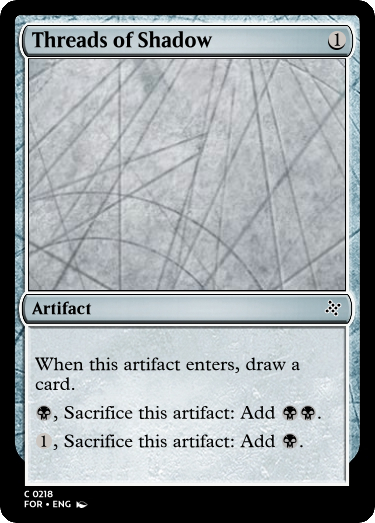 Threads of Shadow 1
Artifact
When this artifact enters, draw a
card.
, Sacrifice this artifact: Add .
1, Sacrifice this artifact: Add .
C 0218
FOR • ENG